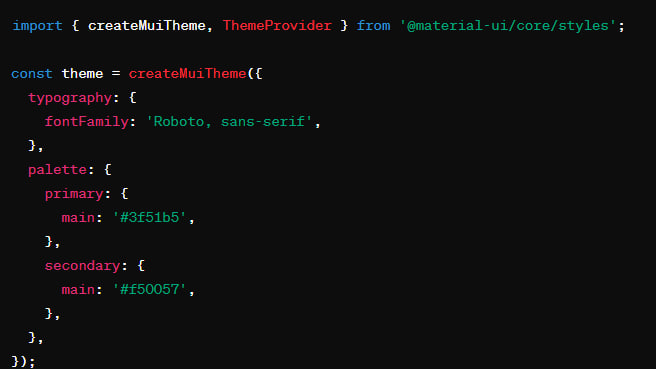 import { createMuiTheme, ThemeProvider } from '@material-ui/core/styles';
const theme = createMuiTheme({
  typography: {
    fontFamily: 'Roboto, sans-serif',
  },
  palette: {
    primary: {
      main: '#3f51b5',
    },
    secondary: {
      main: '#f50057',
    },
  },
});